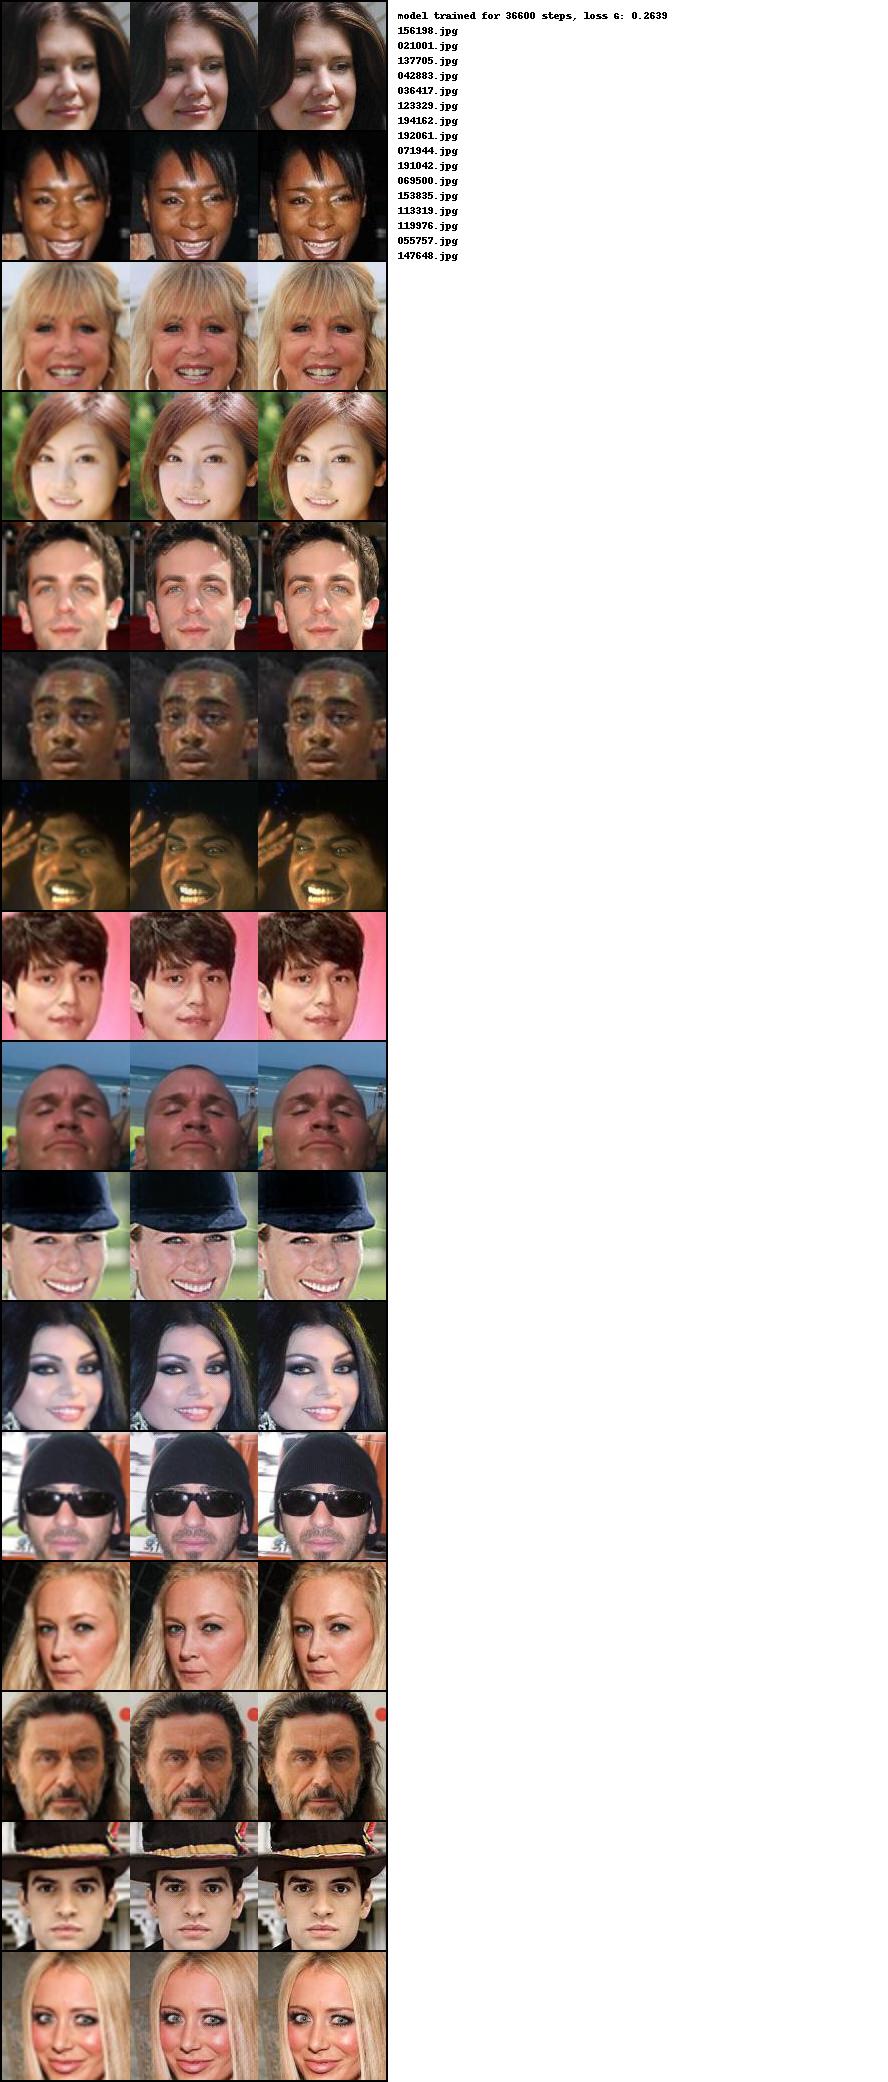 model trained for 36600 steps, loss G: 0.2639
156198.jpg
021001.jpg
137705.jpg
042883.jpg
036417.jpg
123329.jpg
194162.jpg
192061.jpg
071944.jpg
191042.jpg
069500.jpg
153835.jpg
113319.jpg
119976.jpg
055757.jpg
147648.jpg